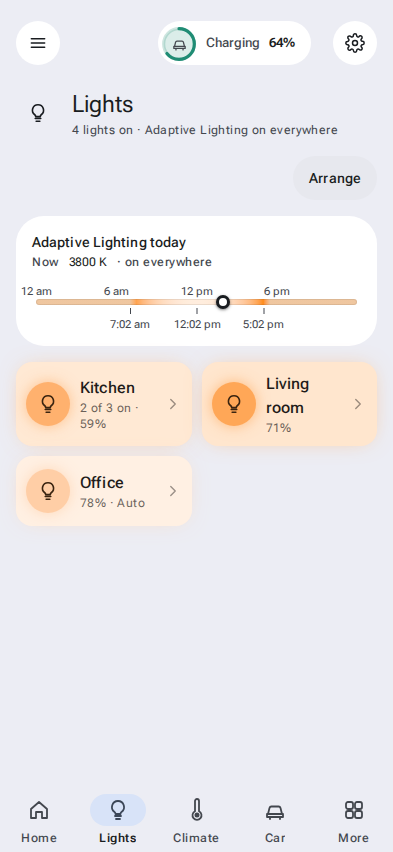 Charging 64%
Lights
4 lights on · Adaptive Lighting on everywhere
Arrange
Adaptive Lighting today
Now 3800 K · on everywhere
12 am 6 am 12 pm 6 pm
7:02 am 12:02 pm 5:02 pm
Kitchen
2 of 3 on ·
59%
Living
room
71%
Office
78% · Auto
Home Lights Climate Car More